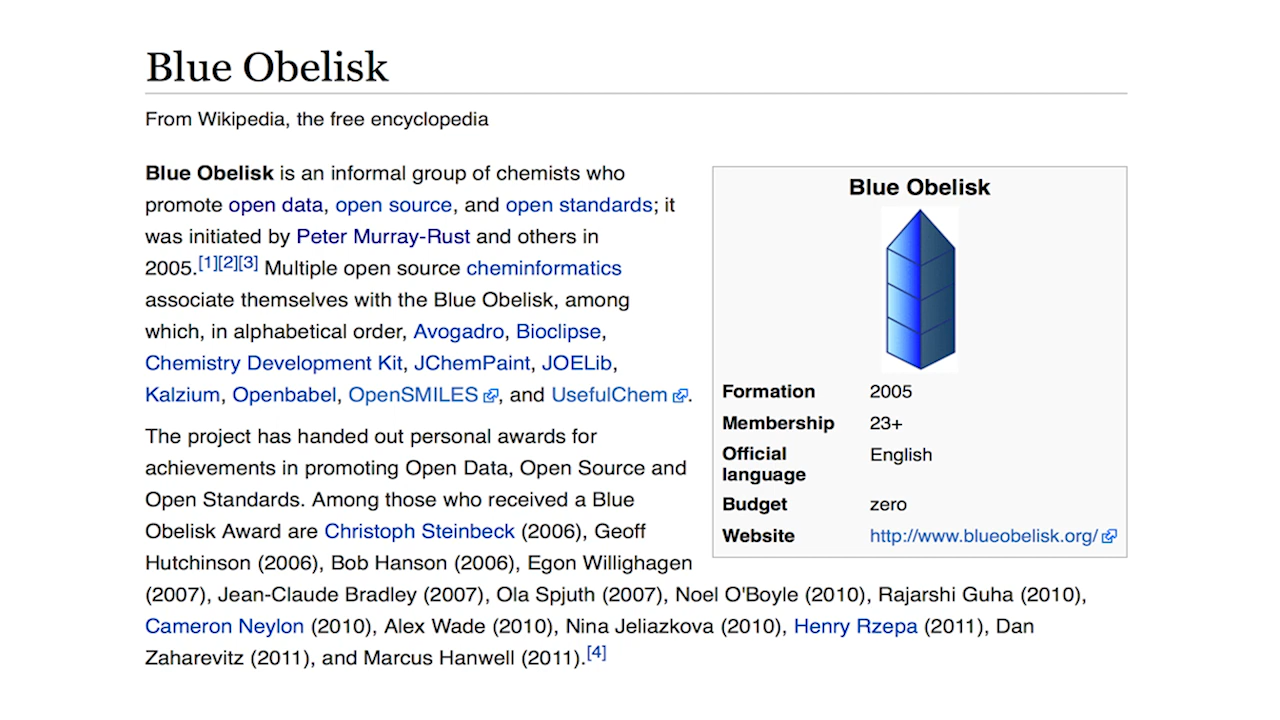 Blue Obelisk
From Wikipedia, the free encyclopedia
Blue Obelisk is an informal group of chemists who
promote open data, open source, and open standards; it
was initiated by Peter Murray-Rust and others in
2005.[1][2][3] Multiple open source cheminformatics
associate themselves with the Blue Obelisk, among
which, in alphabetical order, Avogadro, Bioclipse,
Chemistry Development Kit, JChemPaint, JOELib,
Kalzium, Openbabel, OpenSMILES, and UsefulChem.
The project has handed out personal awards for
achievements in promoting Open Data, Open Source and
Open Standards. Among those who received a Blue
Obelisk Award are Christoph Steinbeck (2006), Geoff
Hutchinson (2006), Bob Hanson (2006), Egon Willighagen
(2007), Jean-Claude Bradley (2007), Ola Spjuth (2007), Noel O'Boyle (2010), Rajarshi Guha (2010),
Cameron Neylon (2010), Alex Wade (2010), Nina Jeliazkova (2010), Henry Rzepa (2011), Dan
Zaharevitz (2011), and Marcus Hanwell (2011).[4]
Blue Obelisk
Formation 2005
Membership 23+
Official
language English
Budget zero
Website http://www.blueobelisk.org/